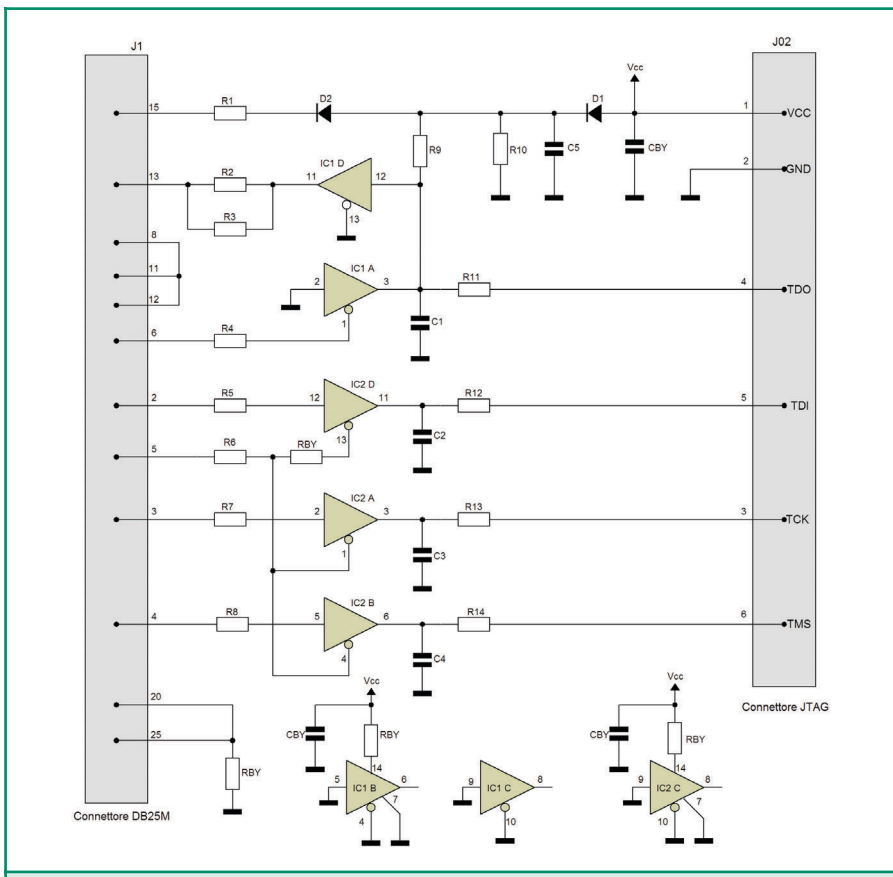 J1
J02
15
R1
D2
D1
Vcc
1
VCC
R9
R10
C5
CBY
2
GND
13
R2
11
IC1 D
12
13
R3
8
11
12
IC1 A
2
3
1
R11
4
TDO
C1
6
R4
2
R5
12
IC2 D
11
13
R12
5
TDI
C2
5
R6
RBY
3
R7
2
IC2 A
3
1
R13
3
TCK
C3
4
R8
5
IC2 B
6
4
R14
6
TMS
C4
20
25
RBY
Connettore DB25M
Connettore JTAG
Vcc
CBY
RBY
14
5
IC1 B
6
7
4
9
IC1 C
8
10
Vcc
CBY
RBY
14
9
IC2 C
8
7
10